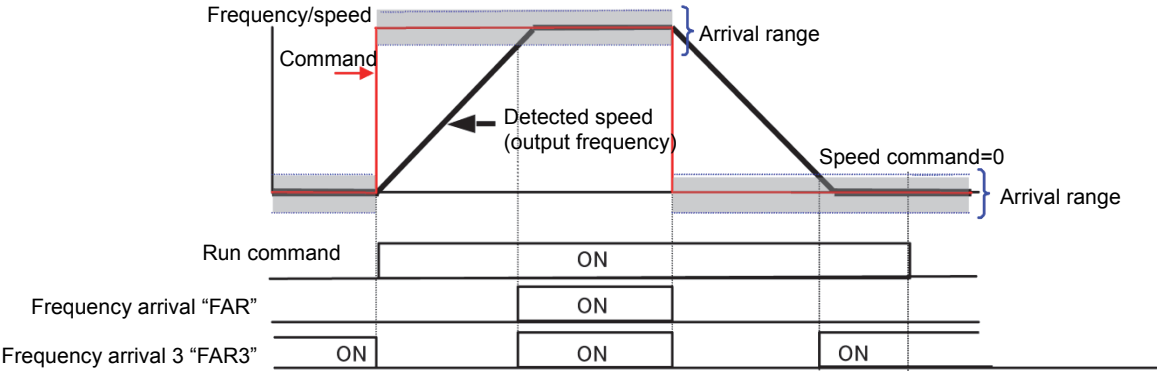 Frequency/speed
Arrival range
Command
Detected speed
(output frequency)
Speed command=0
Arrival range
Run command
ON
Frequency arrival “FAR”
ON
Frequency arrival 3 “FAR3”
ON
ON
ON